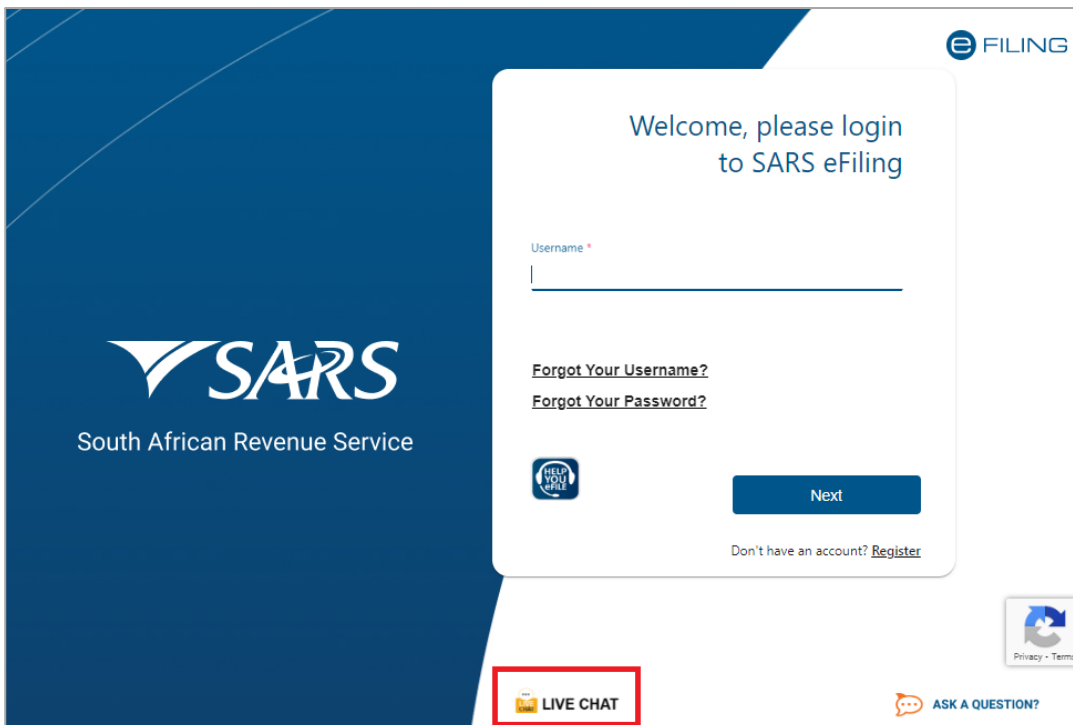 e FILING
Welcome, please login
to SARS eFiling
Username *
SARS
South African Revenue Service
Forgot Your Username?
Forgot Your Password?
HELP
YOU
eFILE
Next
Don't have an account? Register
Privacy - Terms
LIVE CHAT
ASK A QUESTION?